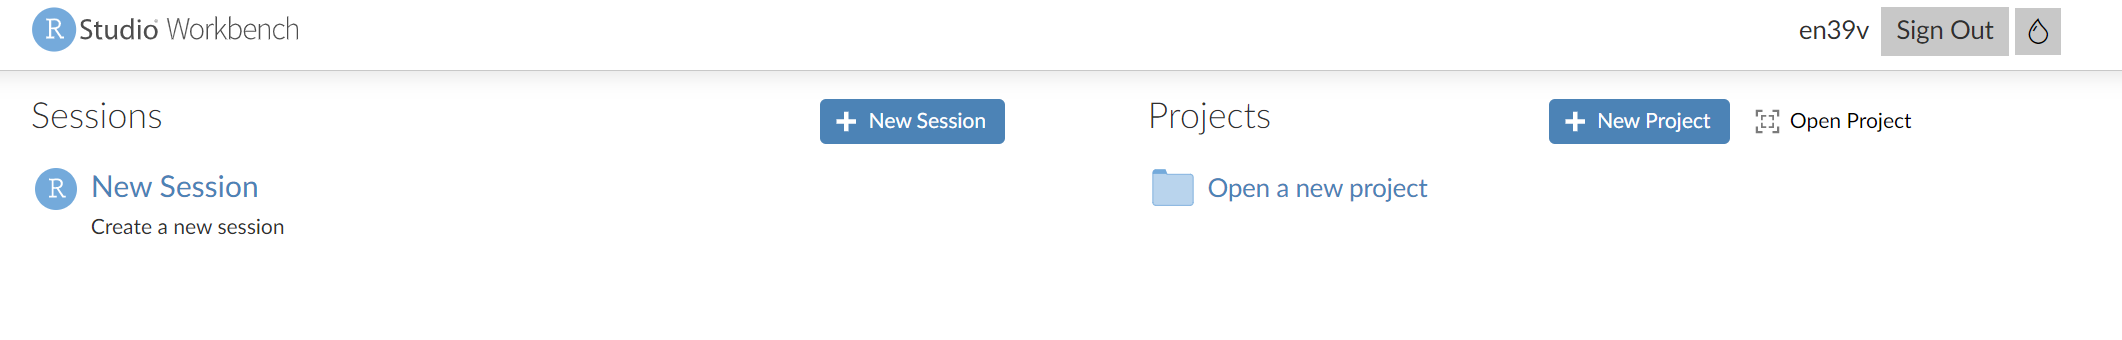 R Studio Workbench
en39v
Sign Out
Sessions
New Session
R New Session
Create a new session
Projects
New Project
Open Project
Open a new project